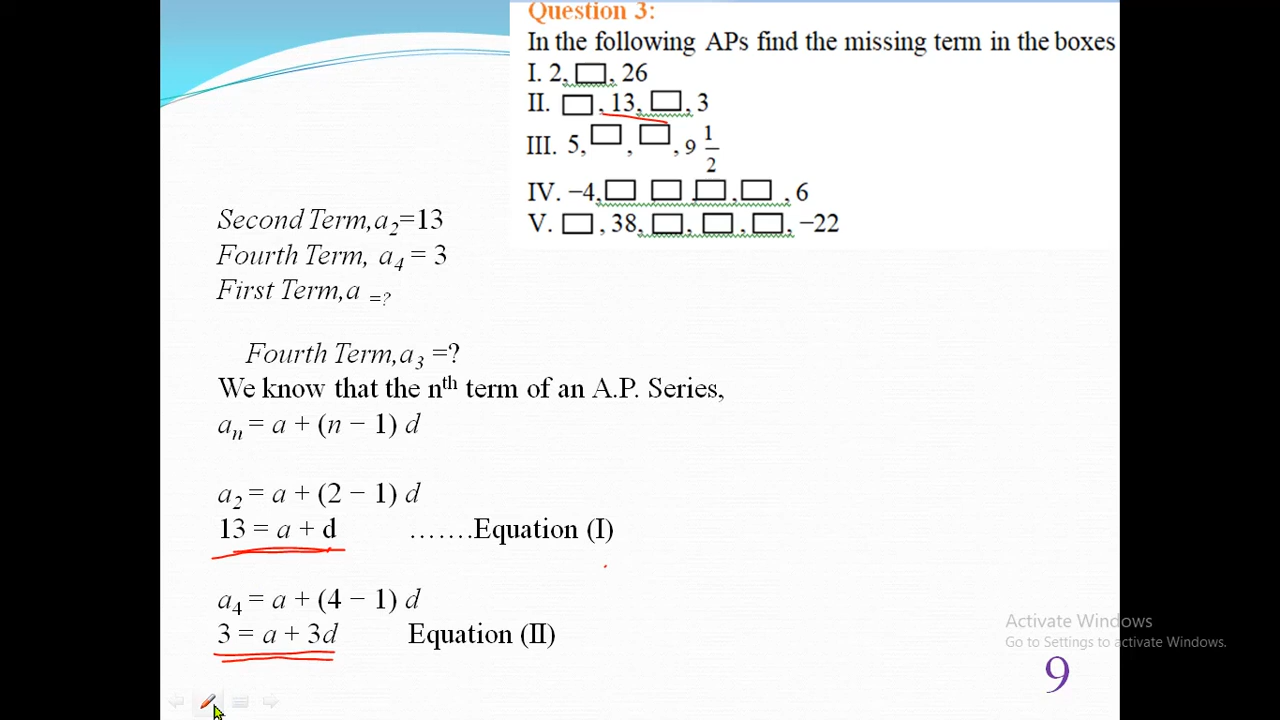 Question 3:
In the following APs find the missing term in the boxes
I. 2, □, 26
II. □, 13, □, 3
III. 5, □, □, 9 1/2
IV. −4, □ □ □, □, 6
V. □, 38, □, □, □, −22
Second Term,a₂=13
Fourth Term, a₄ = 3
First Term,a =?
Fourth Term,a₃ =?
We know that the nᵗʰ term of an A.P. Series,
aₙ = a + (n − 1) d
a₂ = a + (2 − 1) d
13 = a + d …….Equation (I)
a₄ = a + (4 − 1) d
3 = a + 3d Equation (II)
Activate Windows
Go to Settings to activate Windows.
9